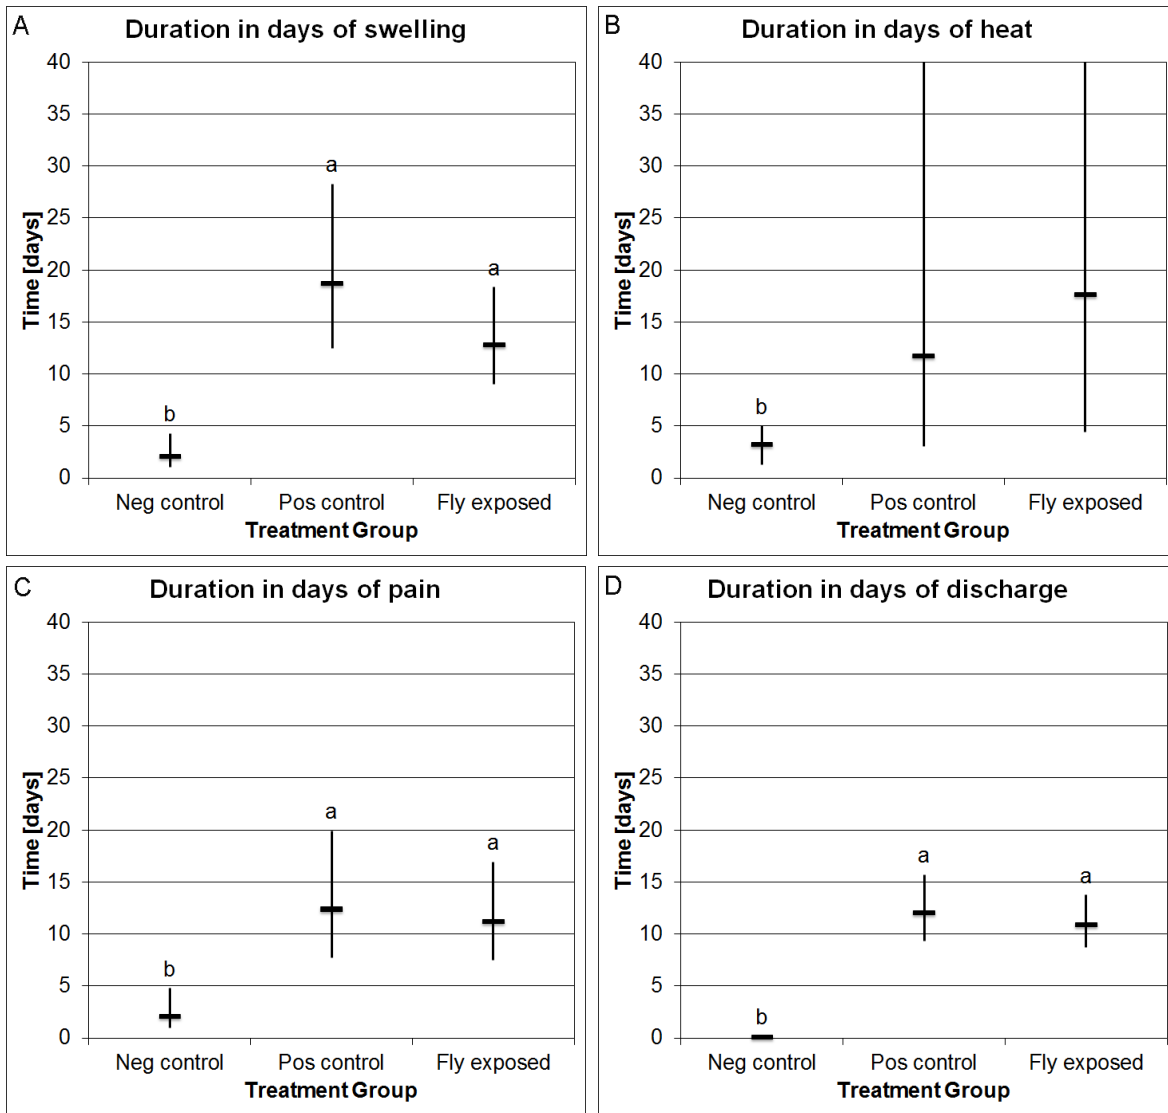 A
Duration in days of swelling
40
35
30
25
20
15
10
5
0
Time [days]
b
a
a
Neg control Pos control Fly exposed
Treatment Group
B
Duration in days of heat
40
35
30
25
20
15
10
5
0
Time [days]
b
Neg control Pos control Fly exposed
Treatment Group
C
Duration in days of pain
40
35
30
25
20
15
10
5
0
Time [days]
b
a
a
Neg control Pos control Fly exposed
Treatment Group
D
Duration in days of discharge
40
35
30
25
20
15
10
5
0
Time [days]
b
a
a
Neg control Pos control Fly exposed
Treatment Group